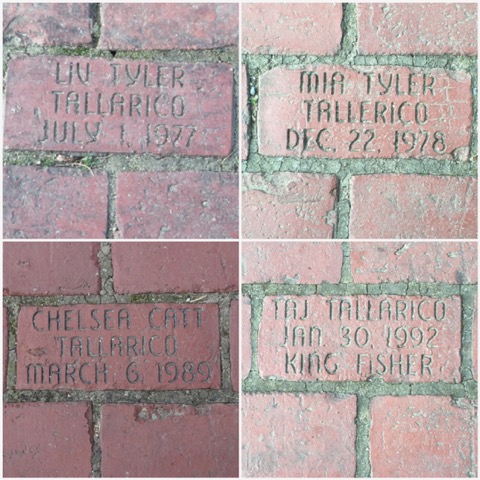 LIV TYLER
TALLARICO
JULY 1, 1977
MIA TYLER
TALLERICO
DEC. 22, 1978
CHELSEA CATT
TALLARICO
MARCH 6, 1989
TAJ TALLARICO
JAN. 30, 1992
KING FISHER